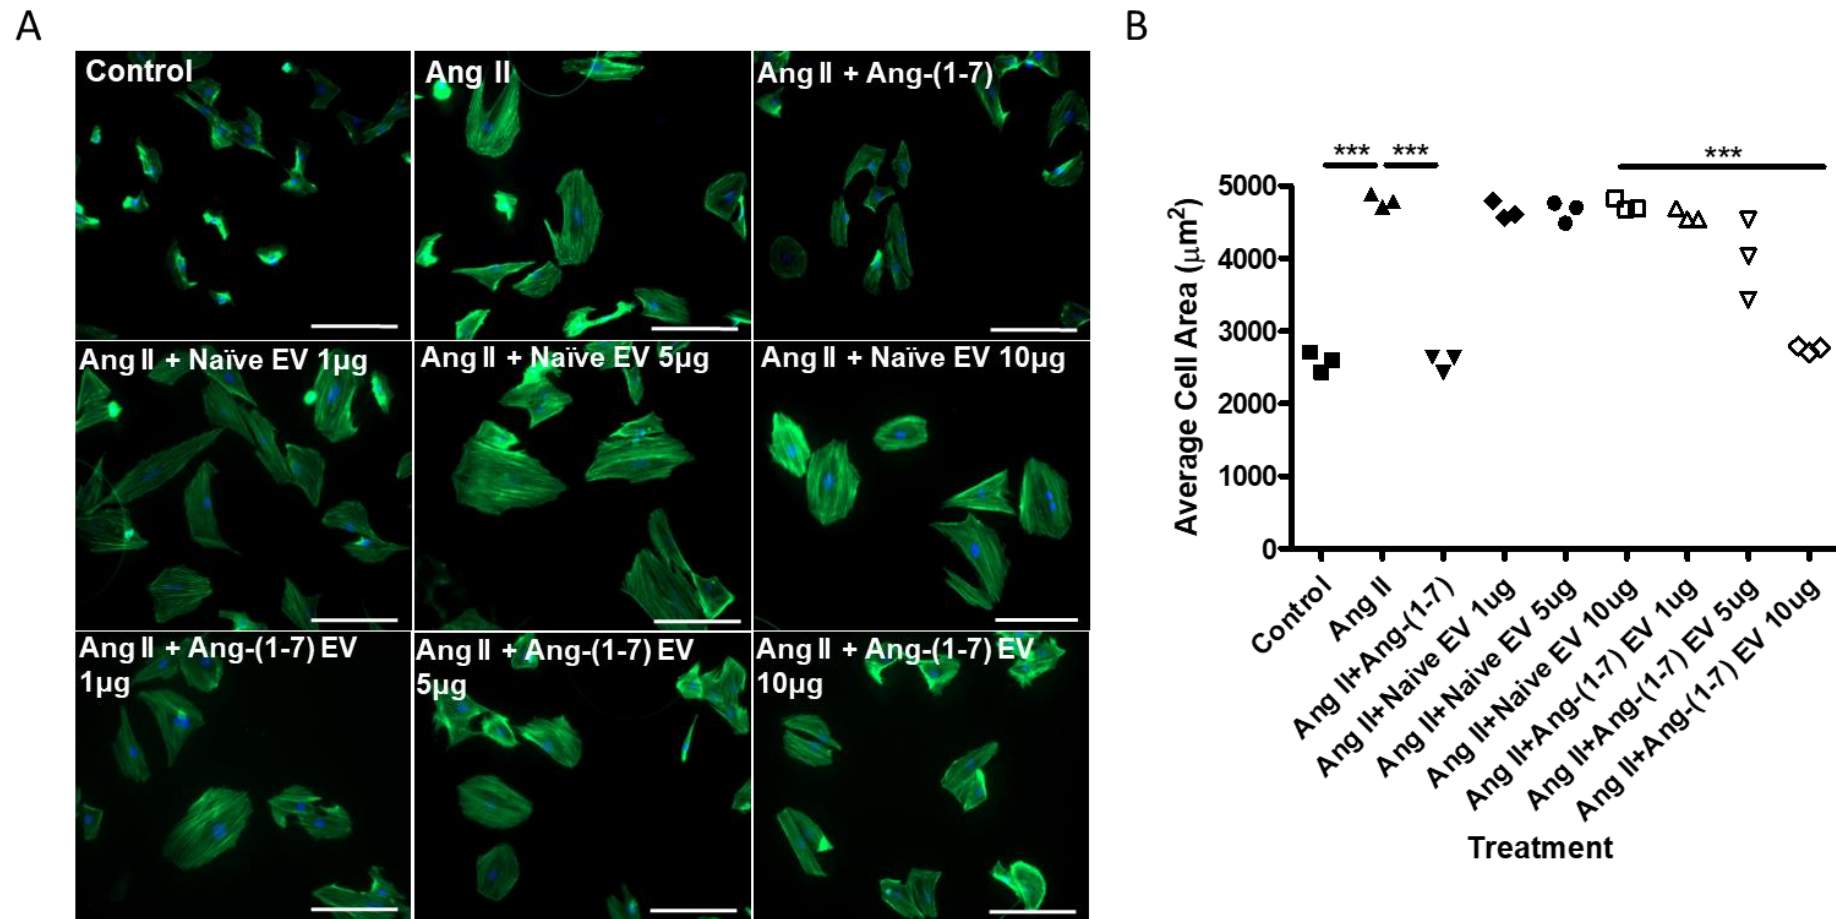 A
Control
Ang II
Ang II + Ang-(1-7)
Ang II + Naïve EV 1µg
Ang II + Naïve EV 5µg
Ang II + Naïve EV 10µg
Ang II + Ang-(1-7) EV
1µg
Ang II + Ang-(1-7) EV
5µg
Ang II + Ang-(1-7) EV
10µg
B
Average Cell Area (µm²)
***
***
***
5000
4000
3000
2000
1000
0
Control
Ang II
Ang II+Ang-(1-7)
Ang II+Naive EV 1ug
Ang II+Naive EV 5ug
Ang II+Naive EV 10ug
Ang II+Ang-(1-7) EV 1ug
Ang II+Ang-(1-7) EV 5ug
Ang II+Ang-(1-7) EV 10ug
Treatment